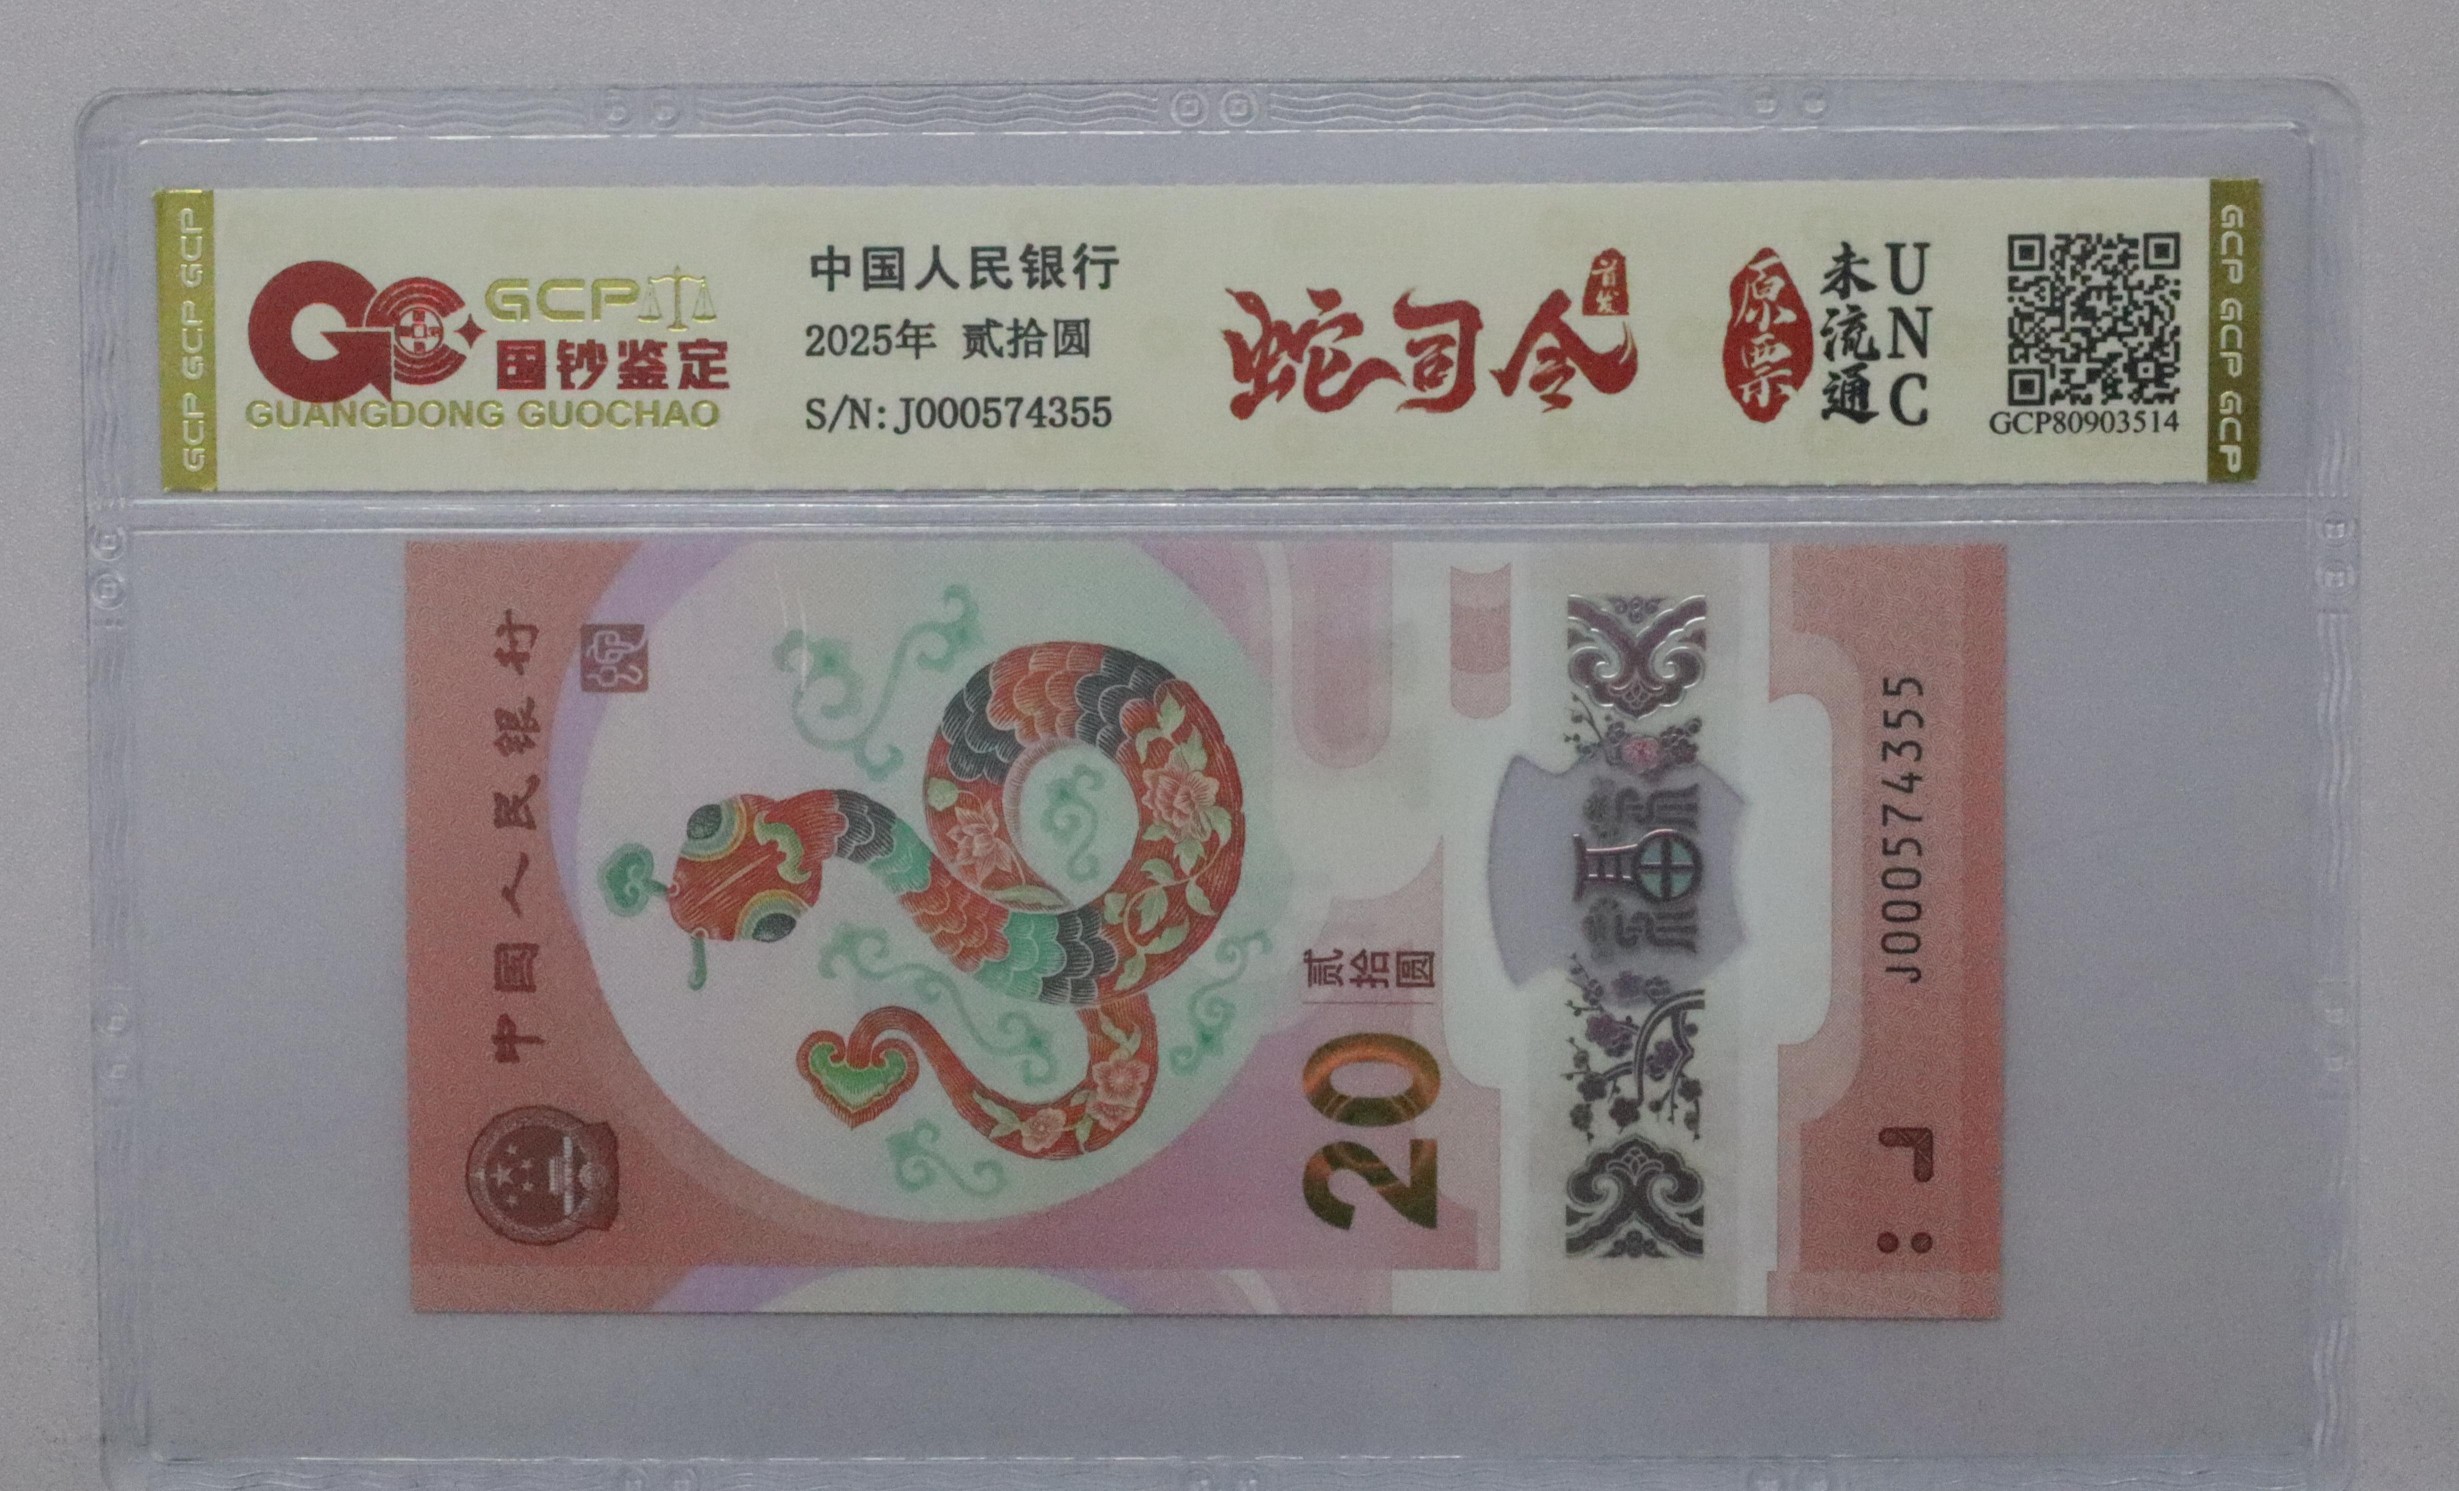 GCP GCP GCP
GCP
国钞鉴定
GUANGDONG GUOCHAO
中国人民银行
2025年 贰拾圆
S/N:J000574355
蛇司令
首发
原票
未流通
UNC
GCP80903514
GCP GCP GCP
中国人民银行
贰拾圆
20
福
J000574355